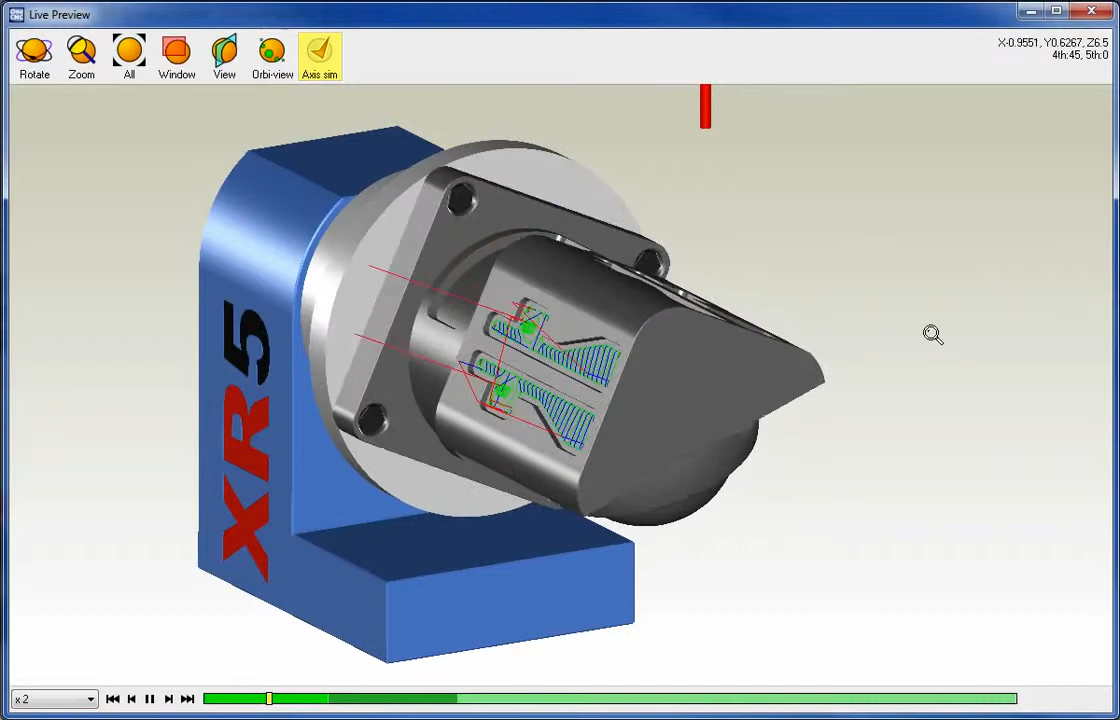 Live Preview
Rotate
Zoom
All
Window
View
Orbi-view
Axis sim
X-0.9551, Y0.6267, Z6.5
4th:45, 5th:0
XR5
x 2